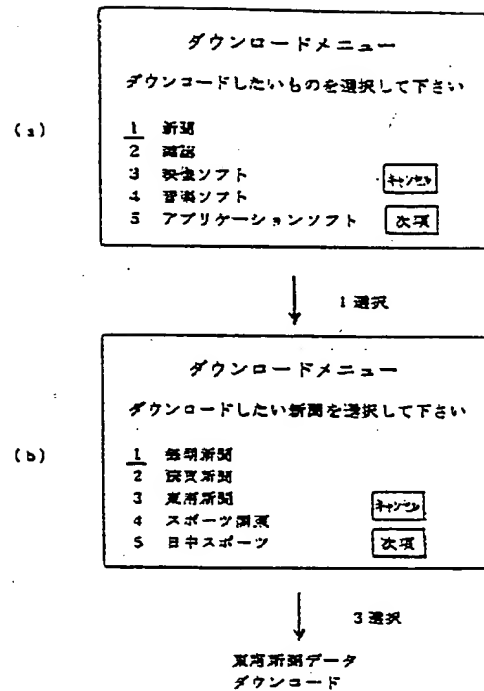 ダウンロードメニュー
ダウンコードしたいものを選択して下さい
(a)
1 新聞
2 雑誌
3 映像ソフト キャンセル
4 音楽ソフト
5 アプリケーションソフト 次項
1選択
ダウンロードメニュー
ダウンロードしたい新聞を選択して下さい
(b)
1 毎朝新聞
2 新聞
3 新聞 キャンセル
4 スポーツ
5 日中スポーツ 次項
3選択
新聞データ
ダウンロード